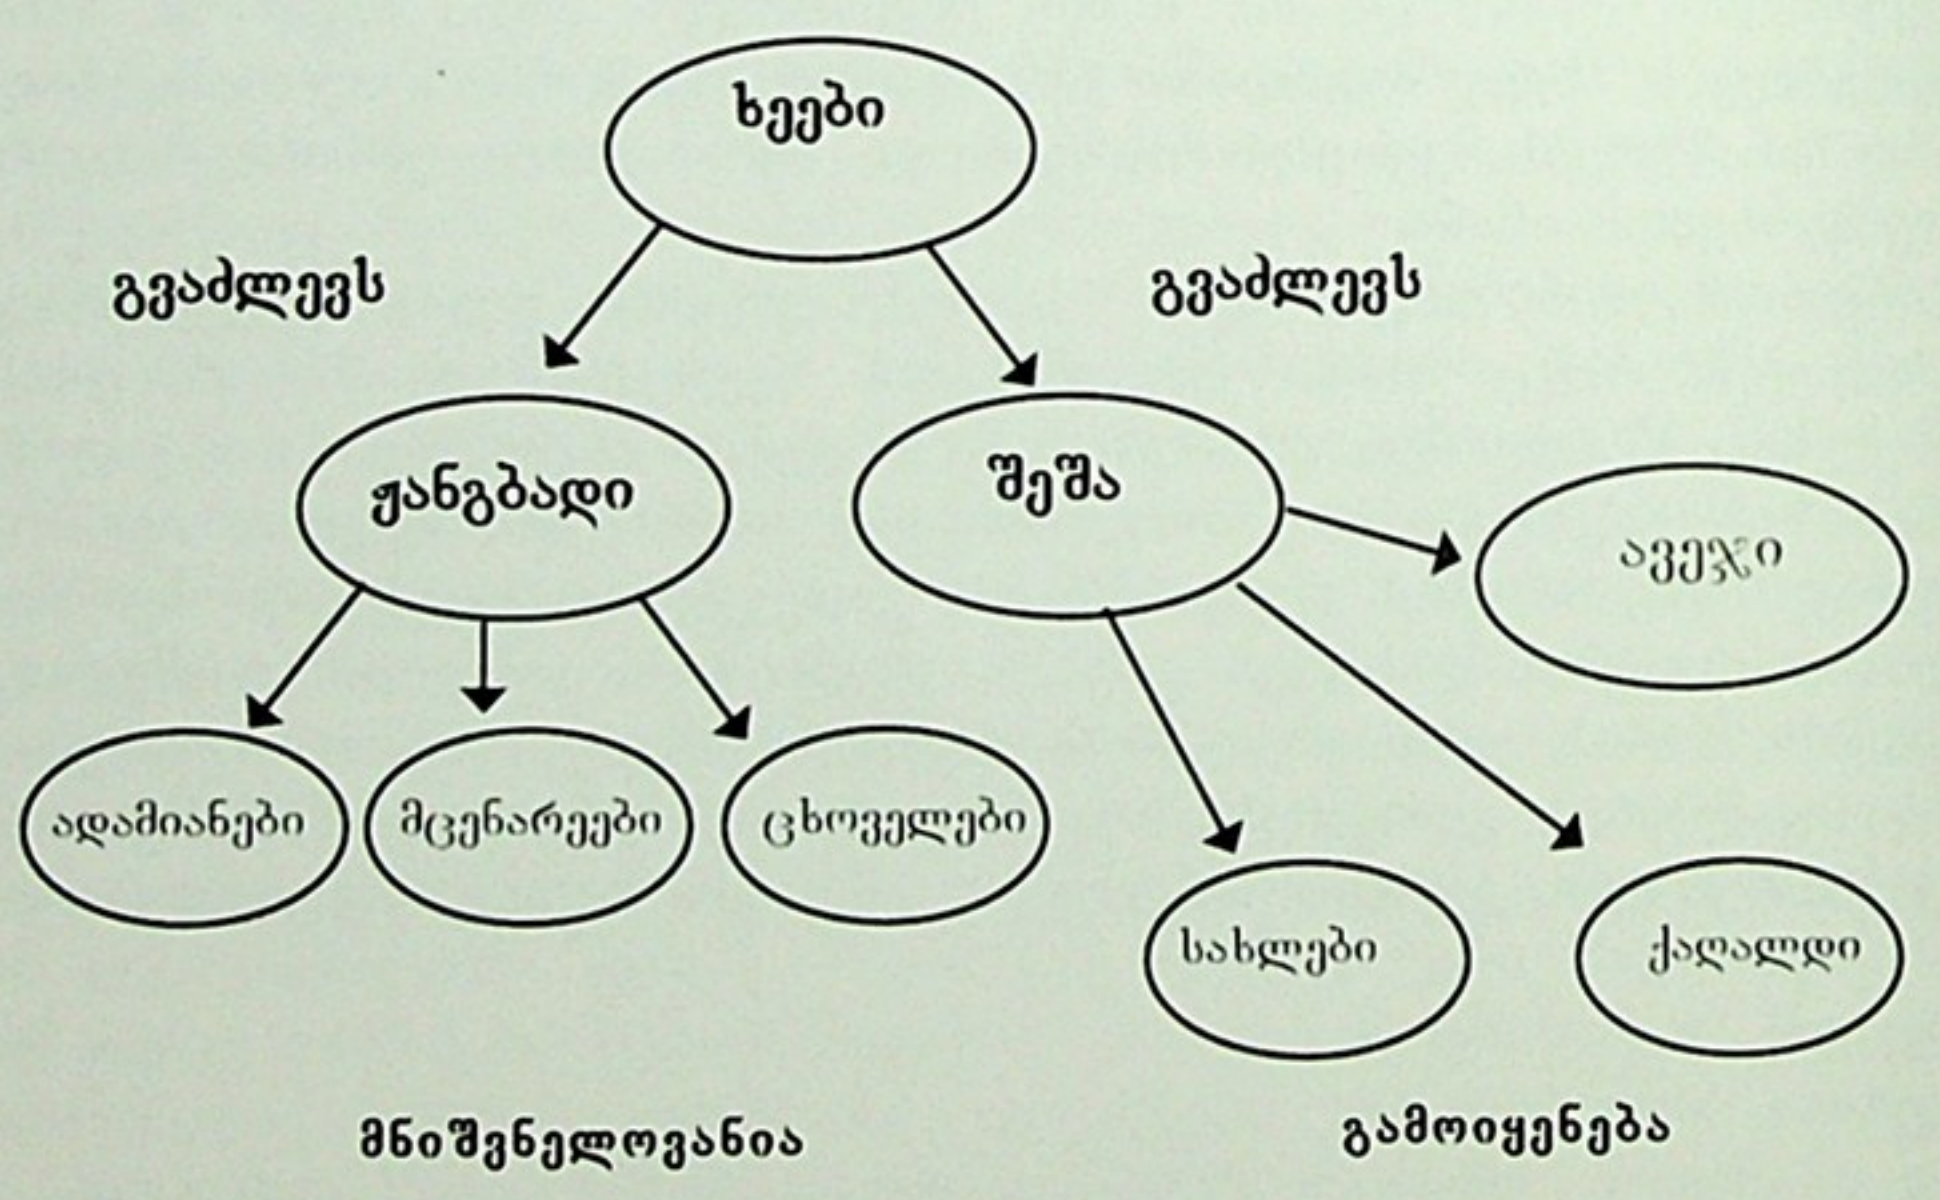 ხეები
გვაძლევს
გვაძლევს
ჟანგბადი
შეშა
ავეჯი
ადამიანები
მცენარეები
ცხოველები
სახლები
ქაღალდი
მნიშვნელოვანია
გამოიყენება